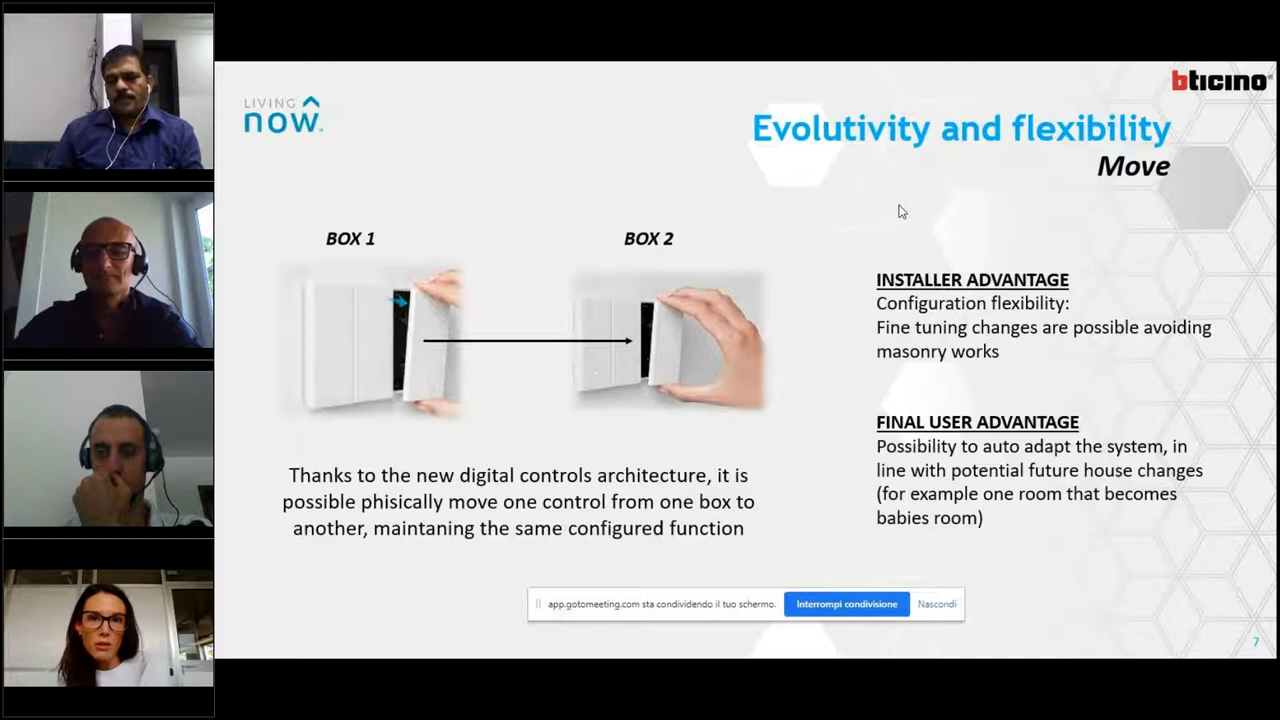 LIVING
now
bticino
Evolutivity and flexibility
Move
BOX 1
BOX 2
INSTALLER ADVANTAGE
Configuration flexibility:
Fine tuning changes are possible avoiding
masonry works
FINAL USER ADVANTAGE
Possibility to auto adapt the system, in
line with potential future house changes
(for example one room that becomes
babies room)
Thanks to the new digital controls architecture, it is
possible phisically move one control from one box to
another, maintaning the same configured function
app.gotomeeting.com sta condividendo il tuo schermo.
Interrompi condivisione
Nascondi
7